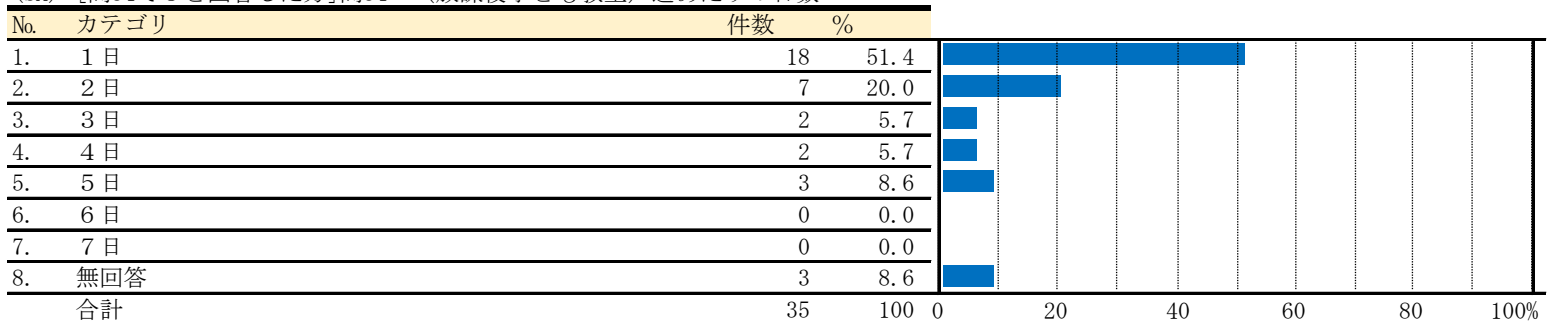 № カテゴリ 件数 %
1. １日 18 51.4
2. ２日 7 20.0
3. ３日 2 5.7
4. ４日 2 5.7
5. ５日 3 8.6
6. ６日 0 0.0
7. ７日 0 0.0
8. 無回答 3 8.6
合計 35 100
0 20 40 60 80 100%